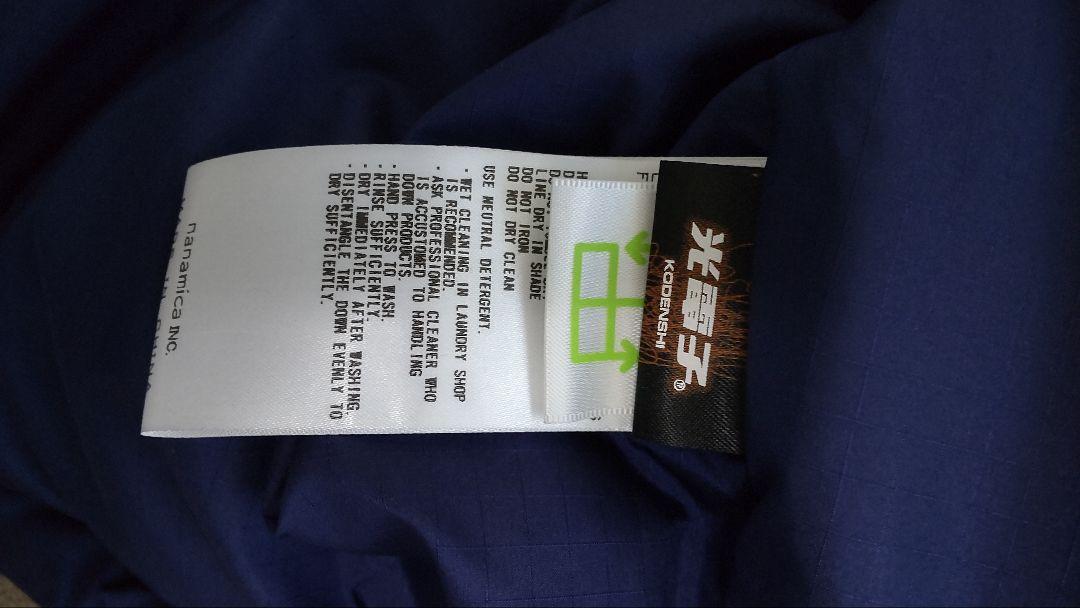 光電子®
KODENSHI
LINE DRY IN SHADE
DO NOT IRON
DO NOT DRY CLEAN
USE NEUTRAL DETERGENT.
・WET CLEANING IN LAUNDRY SHOP
IS RECOMMENDED.
・ASK PROFESSIONAL CLEANER WHO
IS ACCUSTOMED TO HANDLING
DOWN PRODUCTS.
・HAND PRESS TO WASH.
・RINSE SUFFICIENTLY.
・DRY IMMEDIATELY AFTER WASHING.
・DISENTANGLE THE DOWN EVENLY TO
DRY SUFFICIENTLY.
nanamica INC.